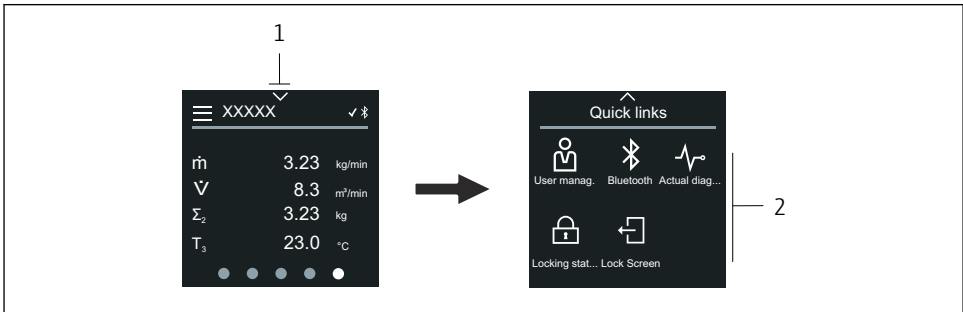 1
XXXXX
ṁ 3.23 kg/min
V̇ 8.3 m³/min
Σ₂ 3.23 kg
T₃ 23.0 °C
Quick links
User manag. Bluetooth Actual diag...
Locking stat... Lock Screen
2